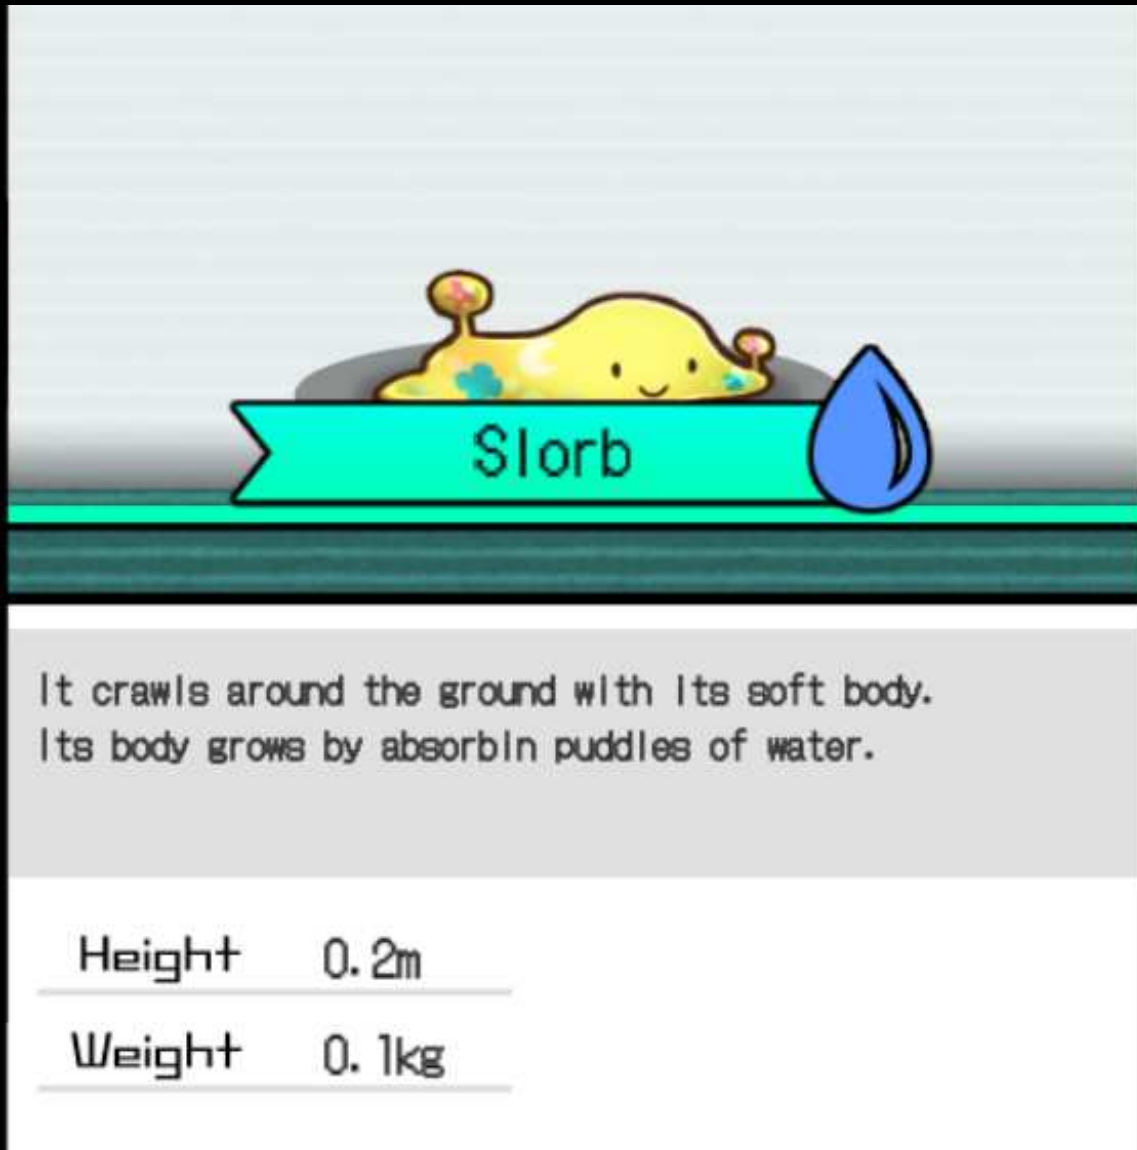 Slorb
It crawls around the ground with its soft body.
Its body grows by absorbin puddles of water.
Height 0.2m
Weight 0.1kg